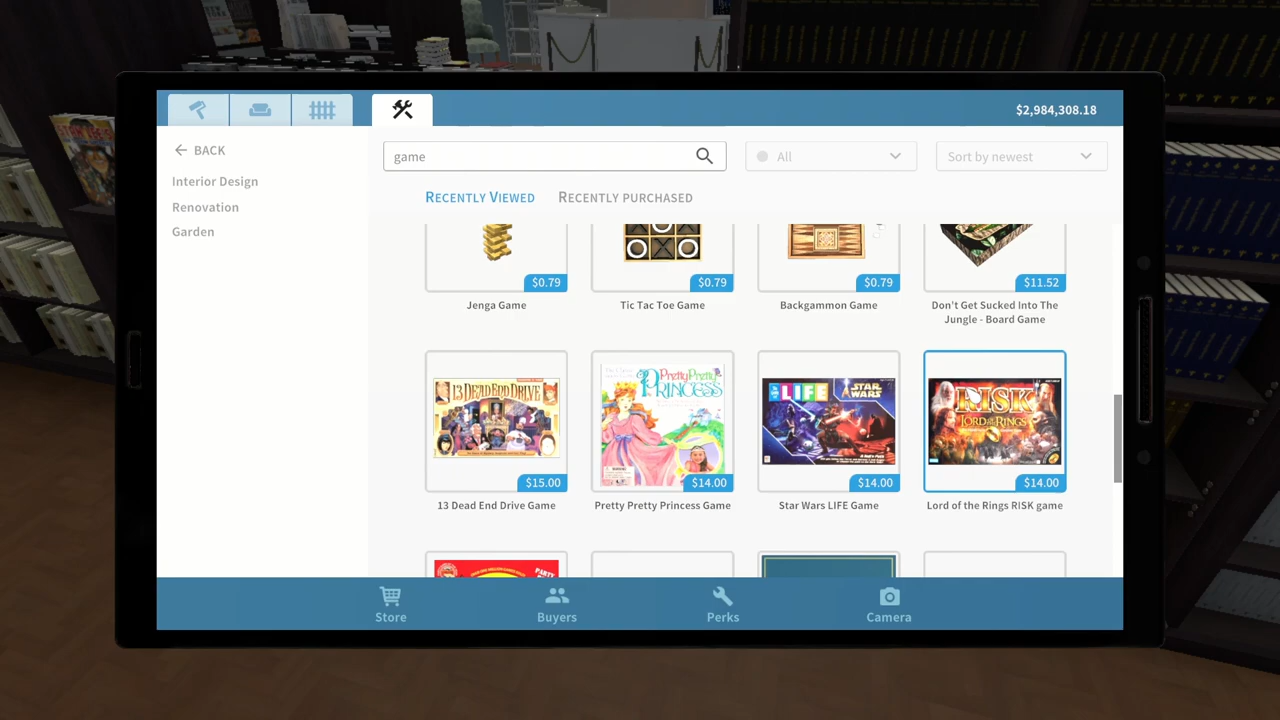 $2,984,308.18
BACK
game
All
Sort by newest
Interior Design
Renovation
Garden
RECENTLY VIEWED
RECENTLY PURCHASED
$0.79
$0.79
$0.79
$11.52
Jenga Game
Tic Tac Toe Game
Backgammon Game
Don't Get Sucked Into The
Jungle - Board Game
13 DEAD END DRIVE
Pretty Pretty
PRINCESS
LIFE
STAR
WARS
RISK
LORD OF THE RINGS
$15.00
$14.00
$14.00
$14.00
13 Dead End Drive Game
Pretty Pretty Princess Game
Star Wars LIFE Game
Lord of the Rings RISK game
PARTY
Store
Buyers
Perks
Camera